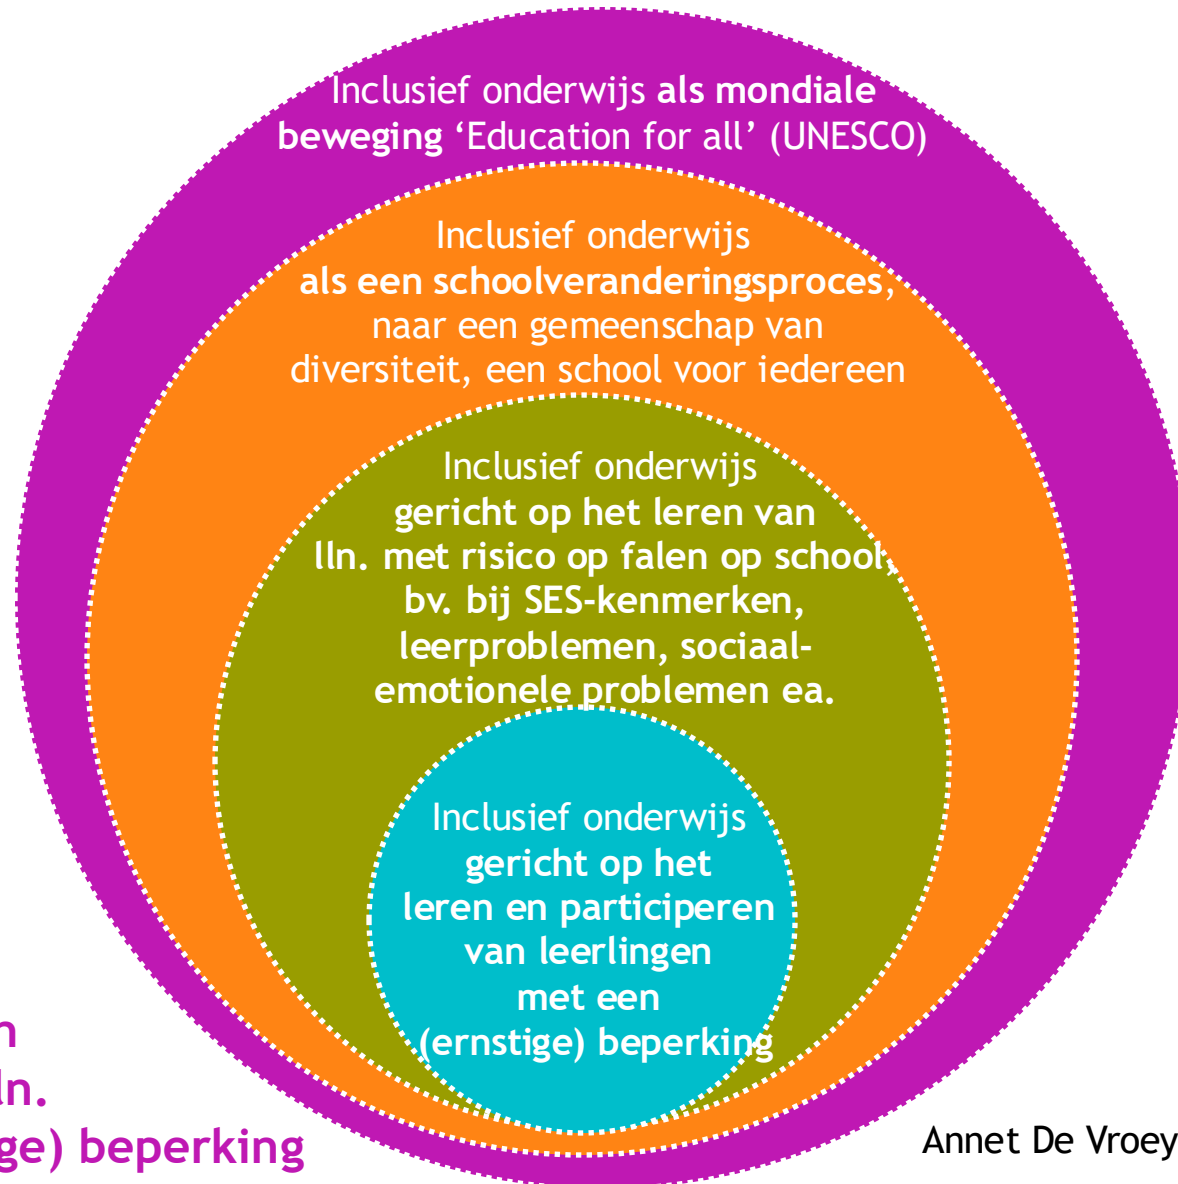 Inclusief onderwijs als mondiale
beweging ‘Education for all’ (UNESCO)
Inclusief onderwijs
als een schoolveranderingsproces,
naar een gemeenschap van
diversiteit, een school voor iedereen
Inclusief onderwijs
gericht op het leren van
lln. met risico op falen op school,
bv. bij SES-kenmerken,
leerproblemen, sociaal-
emotionele problemen ea.
Inclusief onderwijs
gericht op het
leren en participeren
van leerlingen
met een
(ernstige) beperking
beperking
Annet De Vroey